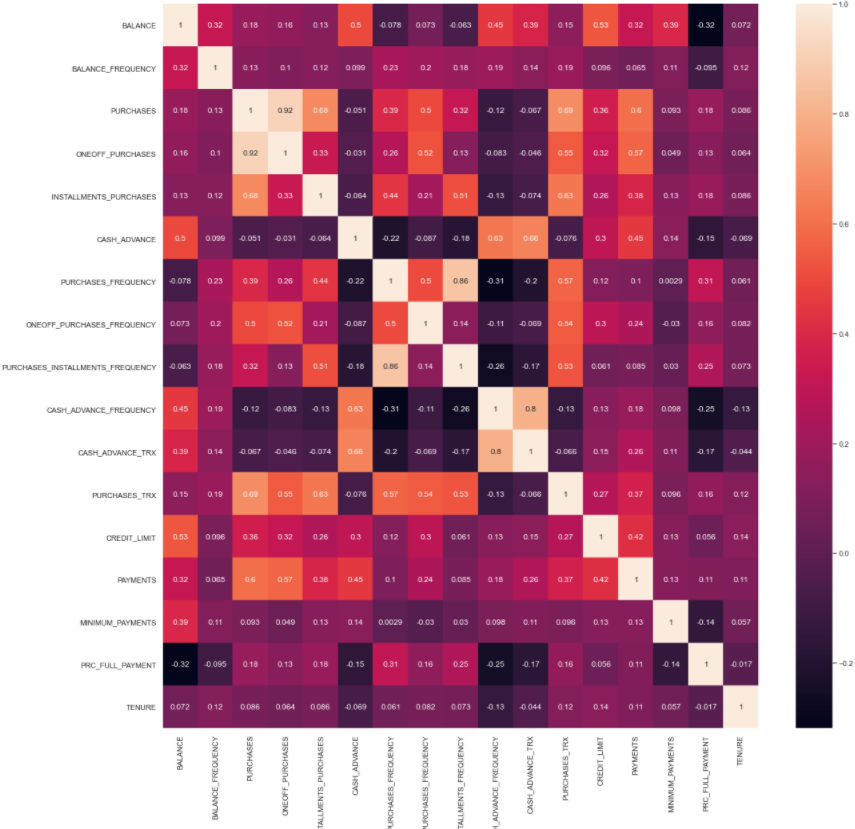 BALANCE 1 0.32 0.18 0.16 0.13 0.5 -0.078 0.073 -0.063 0.45 0.39 0.15 0.53 0.32 0.39 -0.32 0.072
BALANCE_FREQUENCY 0.32 1 0.13 0.1 0.12 0.099 0.23 0.2 0.18 0.19 0.14 0.19 0.096 0.065 0.11 -0.095 0.12
PURCHASES 0.18 0.13 1 0.92 0.68 -0.051 0.39 0.5 0.32 -0.12 -0.067 0.69 0.36 0.6 0.093 0.18 0.086
ONEOFF_PURCHASES 0.16 0.1 0.92 1 0.33 -0.031 0.26 0.52 0.13 -0.083 -0.046 0.55 0.32 0.57 0.049 0.13 0.064
INSTALLMENTS_PURCHASES 0.13 0.12 0.68 0.33 1 -0.064 0.44 0.21 0.51 -0.13 -0.074 0.63 0.26 0.38 0.13 0.18 0.086
CASH_ADVANCE 0.5 0.099 -0.051 -0.031 -0.064 1 -0.22 -0.087 -0.18 0.63 0.66 -0.076 0.3 0.45 0.14 -0.15 -0.069
PURCHASES_FREQUENCY -0.078 0.23 0.39 0.26 0.44 -0.22 1 0.5 0.86 -0.31 -0.2 0.57 0.12 0.1 0.0029 0.31 0.061
ONEOFF_PURCHASES_FREQUENCY 0.073 0.2 0.5 0.52 0.21 -0.087 0.5 1 0.14 -0.11 -0.069 0.54 0.3 0.24 -0.03 0.16 0.082
PURCHASES_INSTALLMENTS_FREQUENCY -0.063 0.18 0.32 0.13 0.51 -0.18 0.86 0.14 1 -0.26 -0.17 0.53 0.061 0.085 0.03 0.25 0.073
CASH_ADVANCE_FREQUENCY 0.45 0.19 -0.12 -0.083 -0.13 0.63 -0.31 -0.11 -0.26 1 0.8 -0.13 0.13 0.18 0.098 -0.25 -0.13
CASH_ADVANCE_TRX 0.39 0.14 -0.067 -0.046 -0.074 0.66 -0.2 -0.069 -0.17 0.8 1 -0.066 0.15 0.26 0.11 -0.17 -0.044
PURCHASES_TRX 0.15 0.19 0.69 0.55 0.63 -0.076 0.57 0.54 0.53 -0.13 -0.066 1 0.27 0.37 0.096 0.16 0.12
CREDIT_LIMIT 0.53 0.096 0.36 0.32 0.26 0.3 0.12 0.3 0.061 0.13 0.15 0.27 1 0.42 0.13 0.056 0.14
PAYMENTS 0.32 0.065 0.6 0.57 0.38 0.45 0.1 0.24 0.085 0.18 0.26 0.37 0.42 1 0.13 0.11 0.11
MINIMUM_PAYMENTS 0.39 0.11 0.093 0.049 0.13 0.14 0.0029 -0.03 0.03 0.098 0.11 0.096 0.13 0.13 1 -0.14 0.057
PRC_FULL_PAYMENT -0.32 -0.095 0.18 0.13 0.18 -0.15 0.31 0.16 0.25 -0.25 -0.17 0.16 0.056 0.11 -0.14 1 -0.017
TENURE 0.072 0.12 0.086 0.064 0.086 -0.069 0.061 0.082 0.073 -0.13 -0.044 0.12 0.14 0.11 0.057 -0.017 1
BALANCE
BALANCE_FREQUENCY
PURCHASES
ONEOFF_PURCHASES
TALLMENTS_PURCHASES
CASH_ADVANCE
PURCHASES_FREQUENCY
PURCHASES_FREQUENCY
TALLMENTS_FREQUENCY
H_ADVANCE_FREQUENCY
CASH_ADVANCE_TRX
PURCHASES_TRX
CREDIT_LIMIT
PAYMENTS
MINIMUM_PAYMENTS
PRC_FULL_PAYMENT
TENURE
1.0
0.8
0.6
0.4
0.2
0.0
-0.2